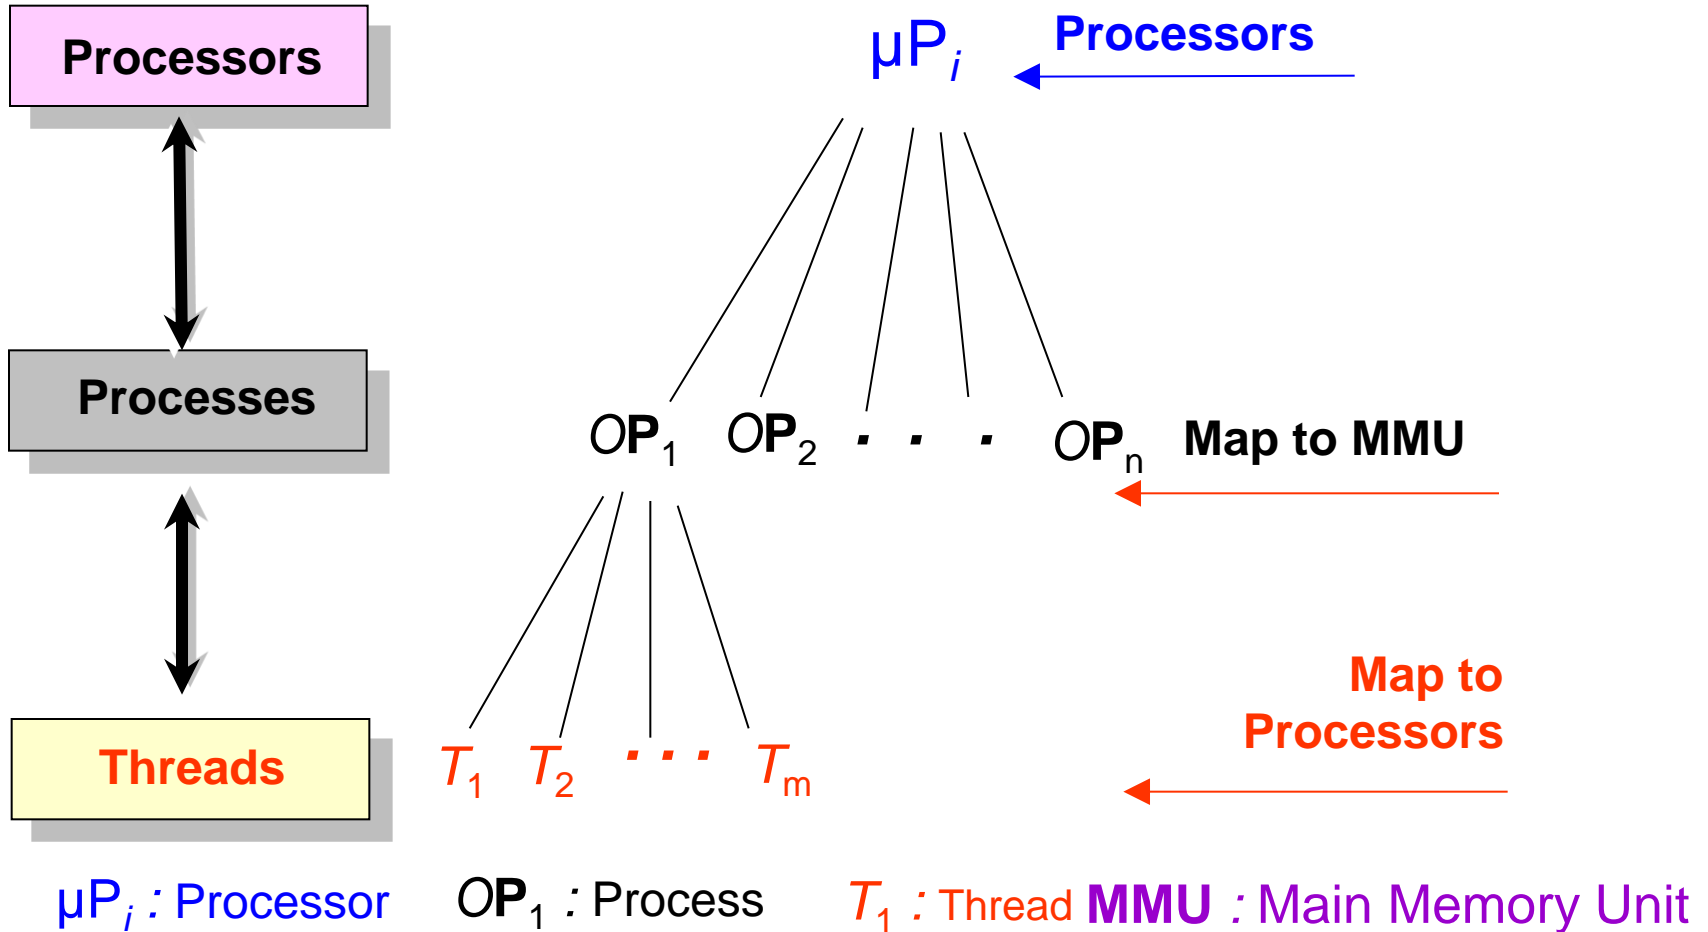 Processors
µPi
Processors
Processes
OP1 OP2 . . . OPn
Map to MMU
Map to
Processors
Threads
T1 T2 . . . Tm
µPi : Processor OP1 : Process T1 : Thread MMU : Main Memory Unit